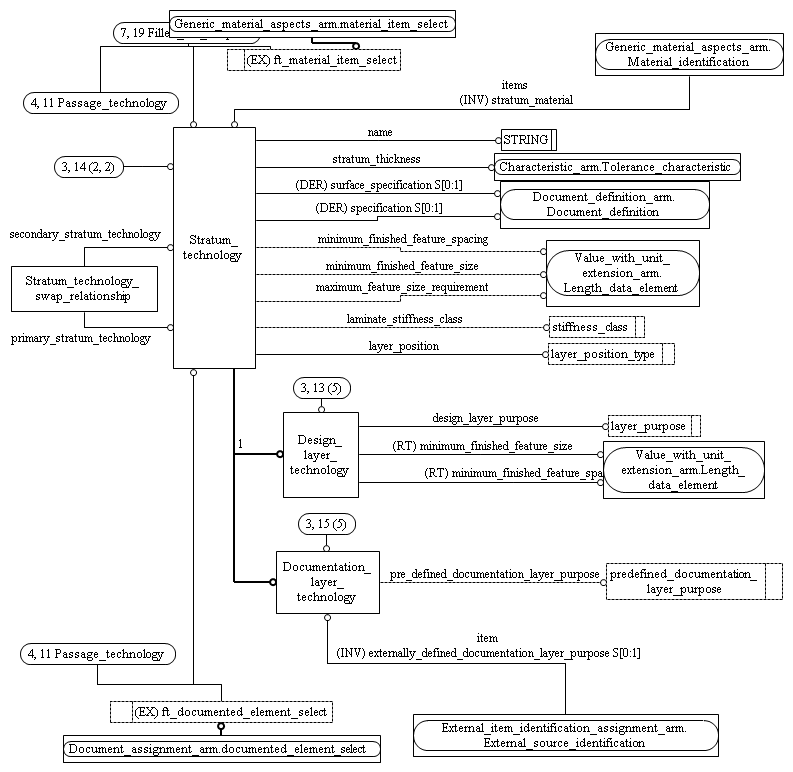 Generic_material_aspects_arm.material_item_select
7, 19 Fille
(EX) ft_material_item_select
Generic_material_aspects_arm.
Material_identification
4, 11 Passage_technology
items
(INV) stratum_material
name
STRING
3, 14 (2, 2)
stratum_thickness
Characteristic_arm.Tolerance_characteristic
(DER) surface_specification S[0:1]
Document_definition_arm.
Document_definition
(DER) specification S[0:1]
secondary_stratum_technology
Stratum_
technology
minimum_finished_feature_spacing
Value_with_unit_
extension_arm.
Length_data_element
minimum_finished_feature_size
maximum_feature_size_requirement
Stratum_technology_
swap_relationship
primary_stratum_technology
laminate_stiffness_class
stiffness_class
layer_position
layer_position_type
3, 13 (5)
1
Design_
layer_
technology
design_layer_purpose
layer_purpose
(RT) minimum_finished_feature_size
Value_with_unit_
extension_arm.Length_
data_element
(RT) minimum_finished_feature_spa
3, 15 (5)
Documentation_
layer_
technology
pre_defined_documentation_layer_purpose
predefined_documentation_
layer_purpose
item
(INV) externally_defined_documentation_layer_purpose S[0:1]
4, 11 Passage_technology
(EX) ft_documented_element_select
Document_assignment_arm.documented_element_select
External_item_identification_assignment_arm.
External_source_identification